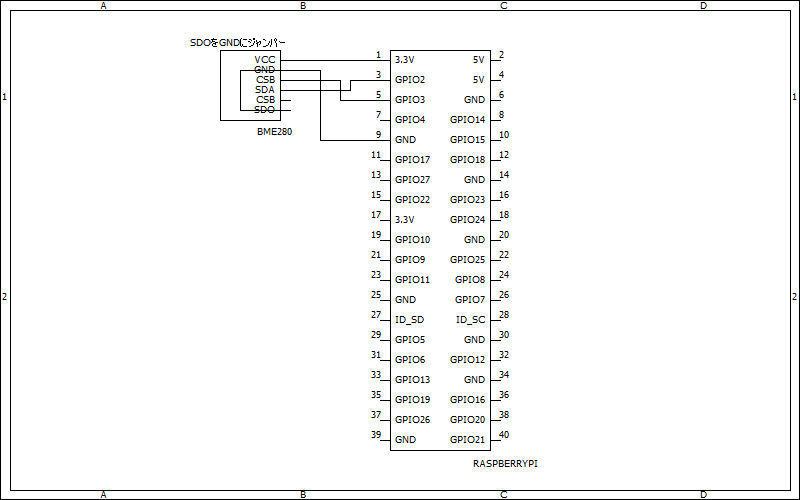 A B C D
SDOをGNDにジャンパー
VCC 1 3.3V 5V 2
GND
CSB 3 GPIO2 5V 4
SDA
1 CSB 5 GPIO3 GND 6 1
SDO
7 GPIO4 GPIO14 8
BME280
9 GND GPIO15 10
11 GPIO17 GPIO18 12
13 GPIO27 GND 14
15 GPIO22 GPIO23 16
17 3.3V GPIO24 18
19 GPIO10 GND 20
21 GPIO9 GPIO25 22
23 GPIO11 GPIO8 24
2 25 GND GPIO7 26 2
27 ID_SD ID_SC 28
29 GPIO5 GND 30
31 GPIO6 GPIO12 32
33 GPIO13 GND 34
35 GPIO19 GPIO16 36
37 GPIO26 GPIO20 38
39 GND GPIO21 40
RASPBERRYPI
A B C D